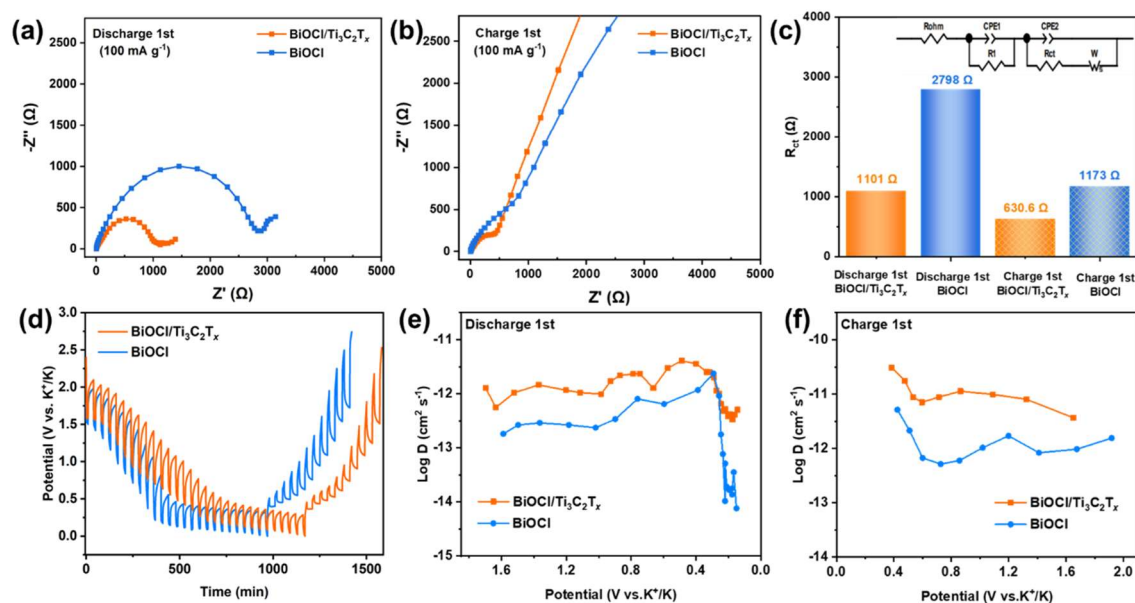 (a)
Discharge 1st
(100 mA g⁻¹)
BiOCl/Ti₃C₂Tₓ
BiOCl
-Z'' (Ω)
2500
2000
1500
1000
500
0
0 1000 2000 3000 4000 5000
Z' (Ω)
(b)
Charge 1st
(100 mA g⁻¹)
BiOCl/Ti₃C₂Tₓ
BiOCl
-Z'' (Ω)
2500
2000
1500
1000
500
0
0 1000 2000 3000 4000 5000
Z' (Ω)
(c)
Rohm CPE1 CPE2
R1 Rct W
R_ct (Ω)
4000
3000
2000
1000
0
1101 Ω
2798 Ω
630.6 Ω
1173 Ω
Discharge 1st
BiOCl/Ti₃C₂Tₓ
Discharge 1st
BiOCl
Charge 1st
BiOCl/Ti₃C₂Tₓ
Charge 1st
BiOCl
(d)
BiOCl/Ti₃C₂Tₓ
BiOCl
Potential (V vs. K⁺/K)
3.0
2.5
2.0
1.5
1.0
0.5
0.0
0 500 1000 1500
Time (min)
(e)
Discharge 1st
Log D (cm² s⁻¹)
-11
-12
-13
-14
-15
BiOCl/Ti₃C₂Tₓ
BiOCl
1.6 1.2 0.8 0.4 0.0
Potential (V vs.K⁺/K)
(f)
Charge 1st
Log D (cm² s⁻¹)
-10
-11
-12
-13
-14
BiOCl/Ti₃C₂Tₓ
BiOCl
0.0 0.4 0.8 1.2 1.6 2.0
Potential (V vs.K⁺/K)